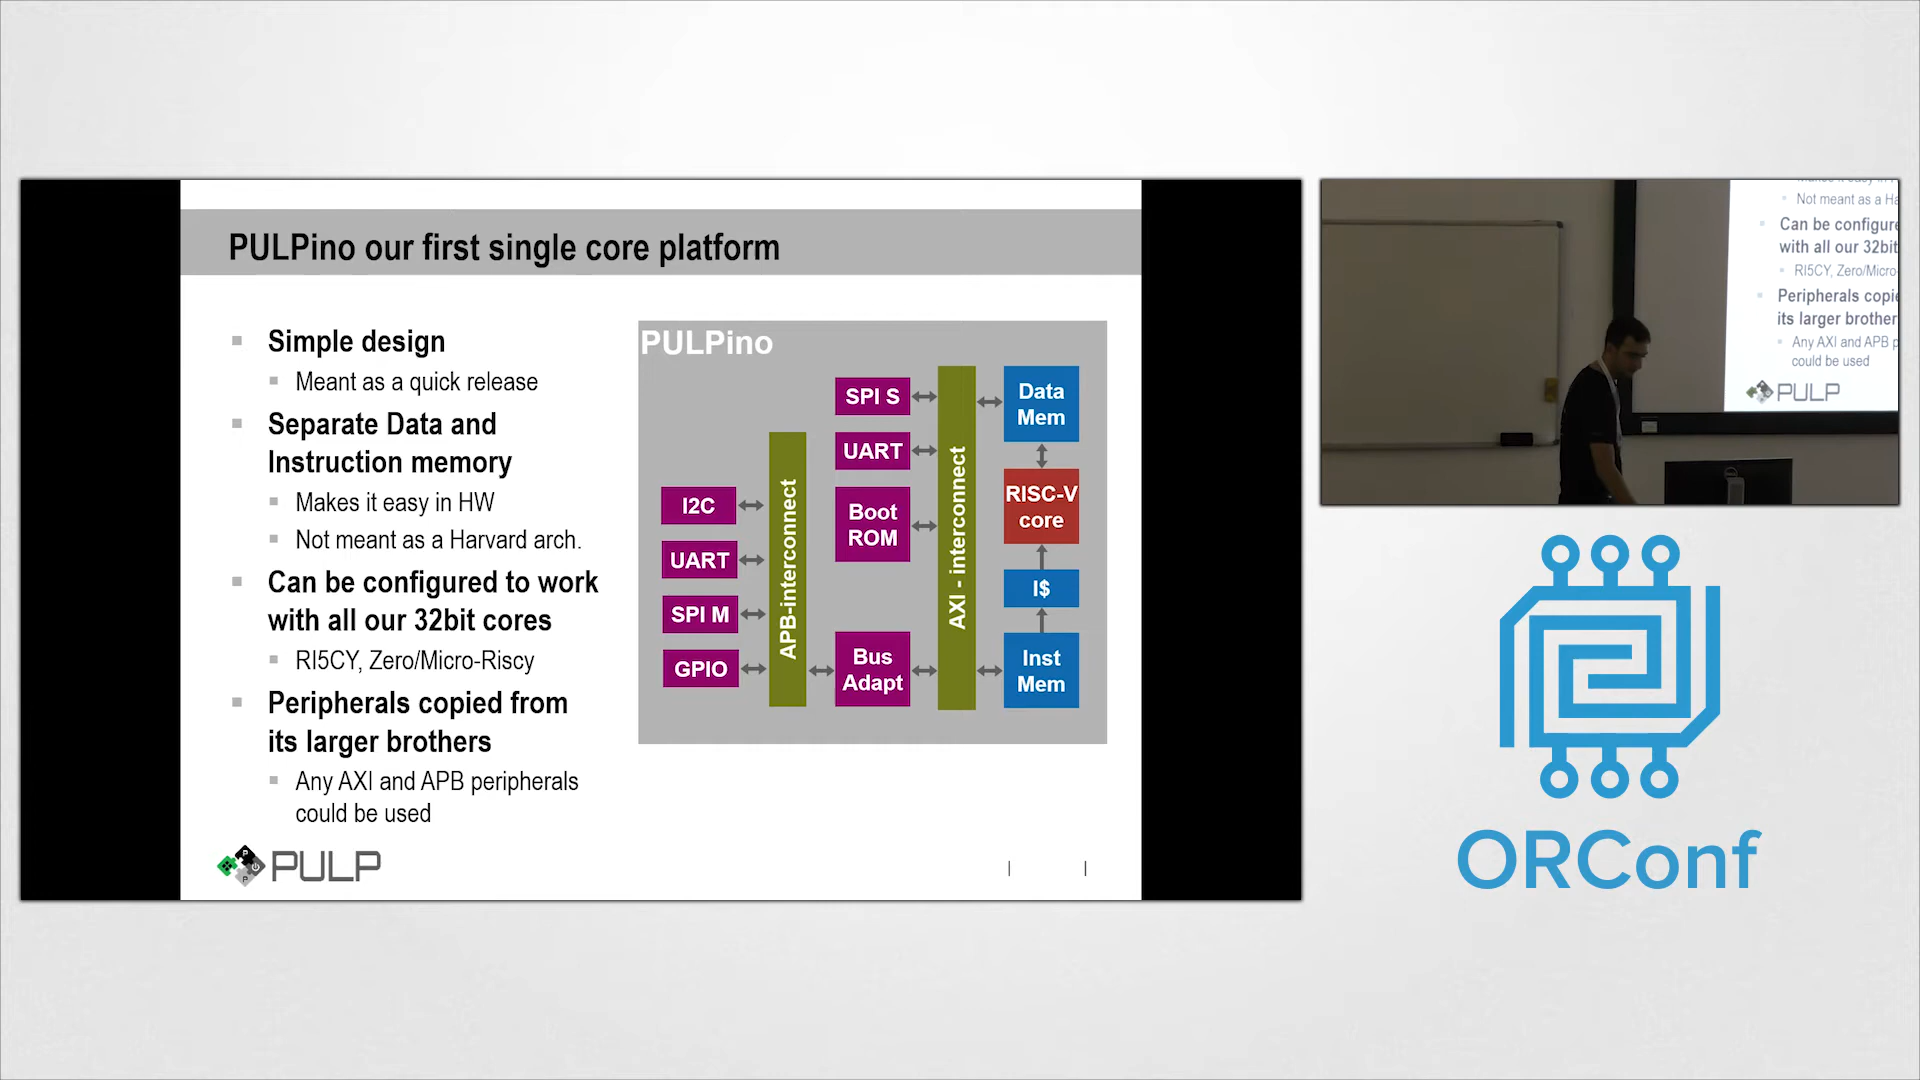 PULPino our first single core platform
Simple design
Meant as a quick release
Separate Data and
Instruction memory
Makes it easy in HW
Not meant as a Harvard arch.
Can be configured to work
with all our 32bit cores
RI5CY, Zero/Micro-Riscy
Peripherals copied from
its larger brothers
Any AXI and APB peripherals
could be used
PULP
PULPino
SPI S
UART
Boot
ROM
I2C
UART
SPI M
GPIO
APB-interconnect
Bus
Adapt
AXI - interconnect
Data
Mem
RISC-V
core
I$
Inst
Mem
Not meant as a Ha
Can be configure
with all our 32bit
RI5CY, Zero/Micro-
Peripherals copie
its larger brother
Any AXI and APB p
could be used
PULP
ORConf